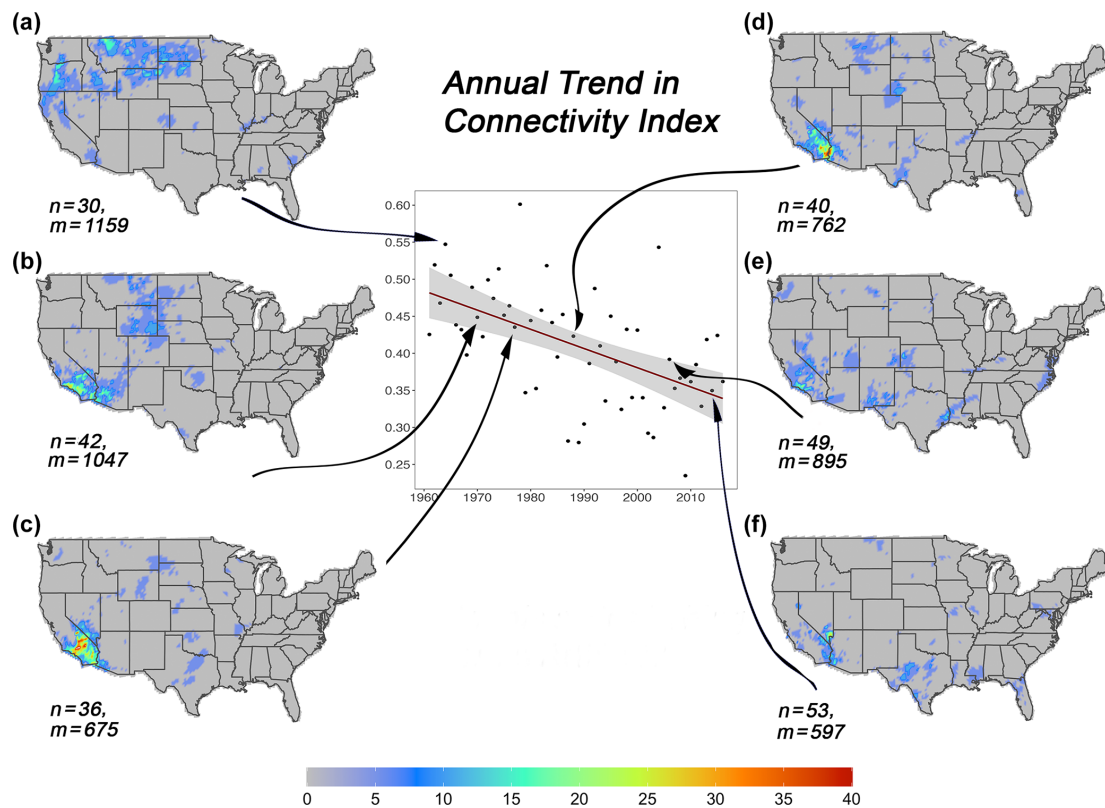 (a)
n=30,
m=1159
(b)
n=42,
m=1047
(c)
n=36,
m=675
Annual Trend in
Connectivity Index
0.60
0.55
0.50
0.45
0.40
0.35
0.30
0.25
1960 1970 1980 1990 2000 2010
(d)
n=40,
m=762
(e)
n=49,
m=895
(f)
n=53,
m=597
0 5 10 15 20 25 30 35 40